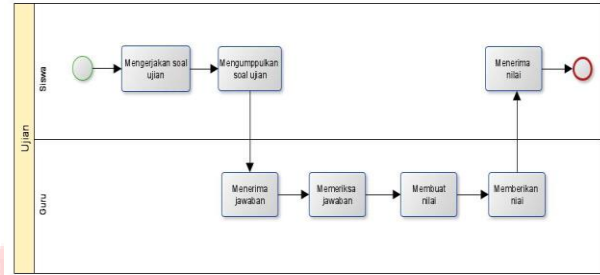 Ujian
Siswa
Mengerjakan soal
ujian
Mengumppulkan
soal ujian
Menerima
nilai
Guru
Menerima
jawaban
Memeriksa
jawaban
Membuat
nilai
Memberikan
niai